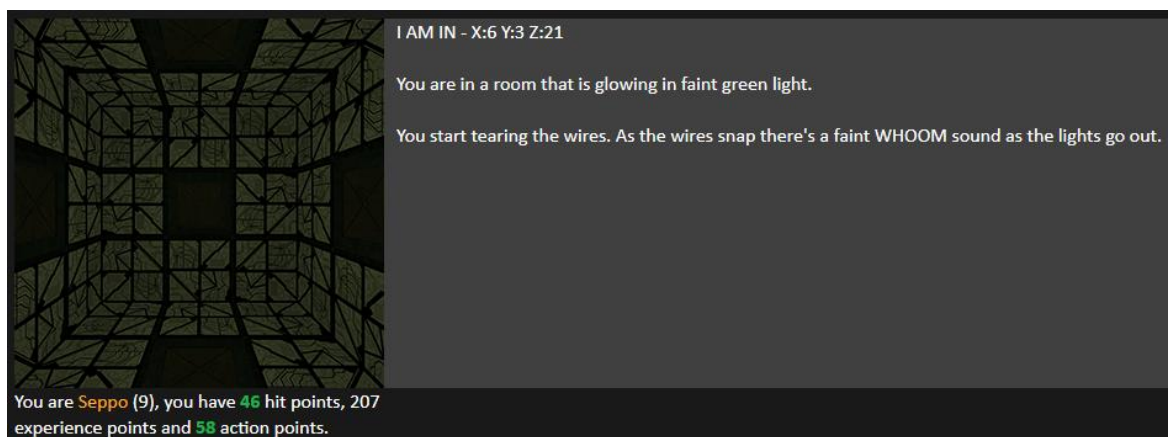 I AM IN - X:6 Y:3 Z:21
You are in a room that is glowing in faint green light.
You start tearing the wires. As the wires snap there's a faint WHOOM sound as the lights go out.
You are Seppo (9), you have 46 hit points, 207
experience points and 58 action points.